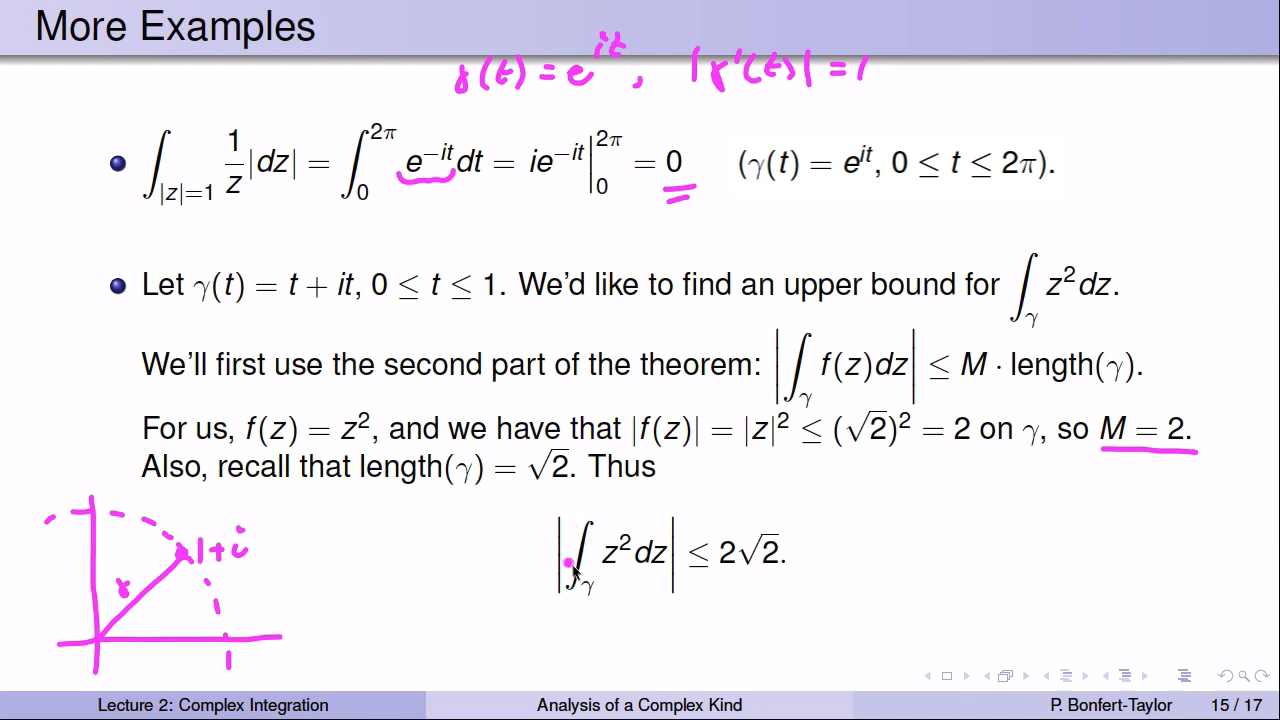 More Examples
γ(t) = e^{it}, |γ'(t)| = 1
• ∫_{|z|=1} 1/z |dz| = ∫_0^{2π} e^{-it} dt = ie^{-it} |_0^{2π} = 0 (γ(t) = e^{it}, 0 ≤ t ≤ 2π).
• Let γ(t) = t + it, 0 ≤ t ≤ 1. We'd like to find an upper bound for ∫_γ z² dz.
We'll first use the second part of the theorem: |∫_γ f(z)dz| ≤ M · length(γ).
For us, f(z) = z², and we have that |f(z)| = |z|² ≤ (√2)² = 2 on γ, so M = 2.
Also, recall that length(γ) = √2. Thus
|∫_γ z² dz| ≤ 2√2.
1+i
γ
1
Lecture 2: Complex Integration Analysis of a Complex Kind P. Bonfert-Taylor 15 / 17